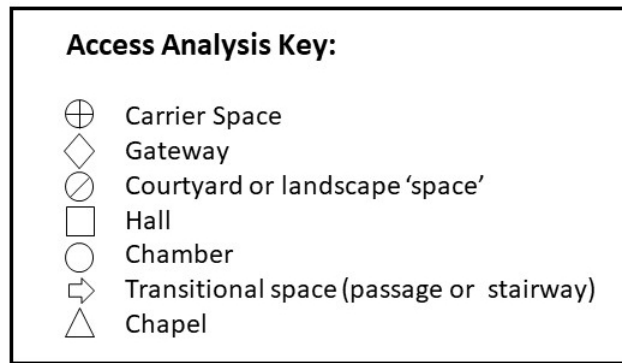 Access Analysis Key:
Carrier Space
Gateway
Courtyard or landscape ‘space’
Hall
Chamber
Transitional space (passage or stairway)
Chapel